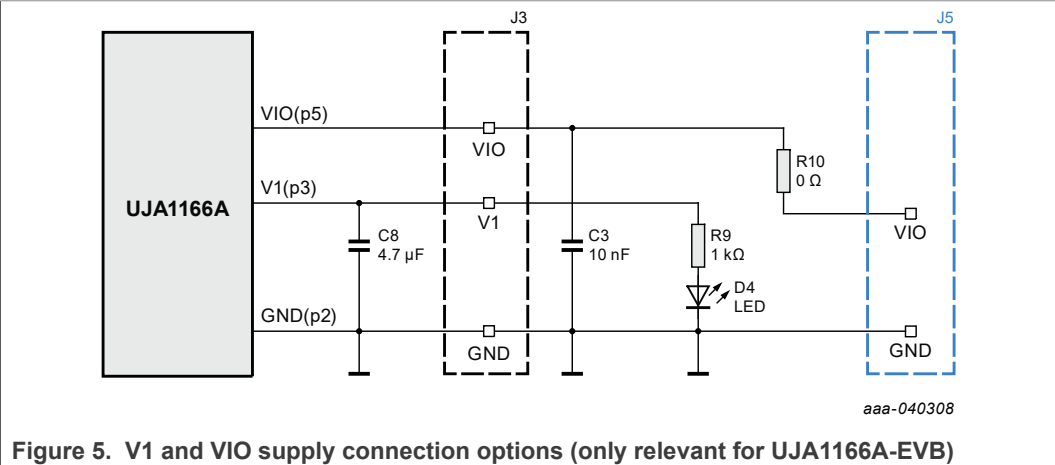 J3
J5
VIO(p5)
VIO
R10
0 Ω
V1(p3)
UJA1166A
V1
C8
4.7 μF
C3
10 nF
R9
1 kΩ
VIO
D4
LED
GND(p2)
GND
GND
aaa-040308
Figure 5. V1 and VIO supply connection options (only relevant for UJA1166A-EVB)